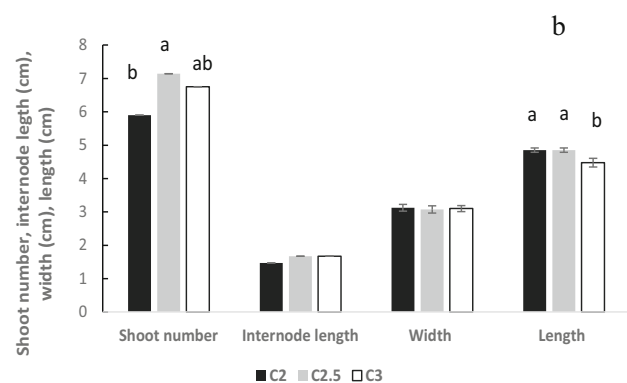 b
Shoot number, internode legth (cm),
width (cm), length (cm)
8
7
6
5
4
3
2
1
0
b a ab
a a b
Shoot number Internode length Width Length
C2 C2.5 C3